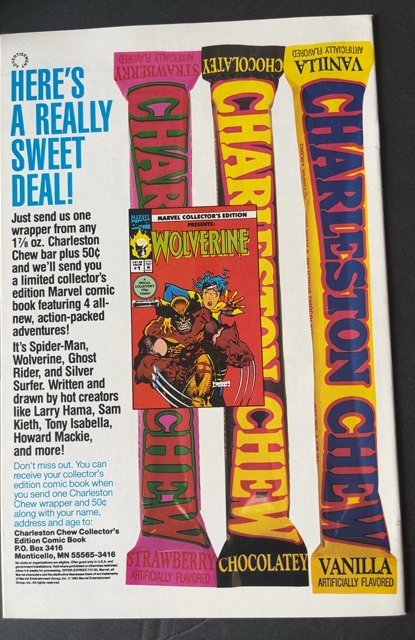 ADVERTISEMENT
HERE'S
A REALLY
SWEET
DEAL!
Just send us one
wrapper from any
1⅞ oz. Charleston
Chew bar plus 50¢
and we'll send you
a limited collector's
edition Marvel comic
book featuring 4 all-
new, action-packed
adventures!
It's Spider-Man,
Wolverine, Ghost
Rider, and Silver
Surfer. Written and
drawn by hot creators
like Larry Hama, Sam
Kieth, Tony Isabella,
Howard Mackie,
and more!
Don't miss out. You can
receive your collector's
edition comic book when
you send one Charleston
Chew wrapper and 50¢
along with your name,
address and age to:
Charleston Chew Collector's
Edition Comic Book
P.O. Box 3416
Monticello, MN 55565-3416
STRAWBERRY
ARTIFICIALLY FLAVORED
CHARLESTON CHEW
STRAWBERRY
ARTIFICIALLY FLAVORED
CHOCOLATEY
CHARLESTON CHEW
CHOCOLATEY
VANILLA
ARTIFICIALLY FLAVORED
CHARLESTON CHEW
VANILLA
ARTIFICIALLY FLAVORED
MARVEL
MARVEL COLLECTOR'S EDITION
PRESENTS:
WOLVERINE
#1